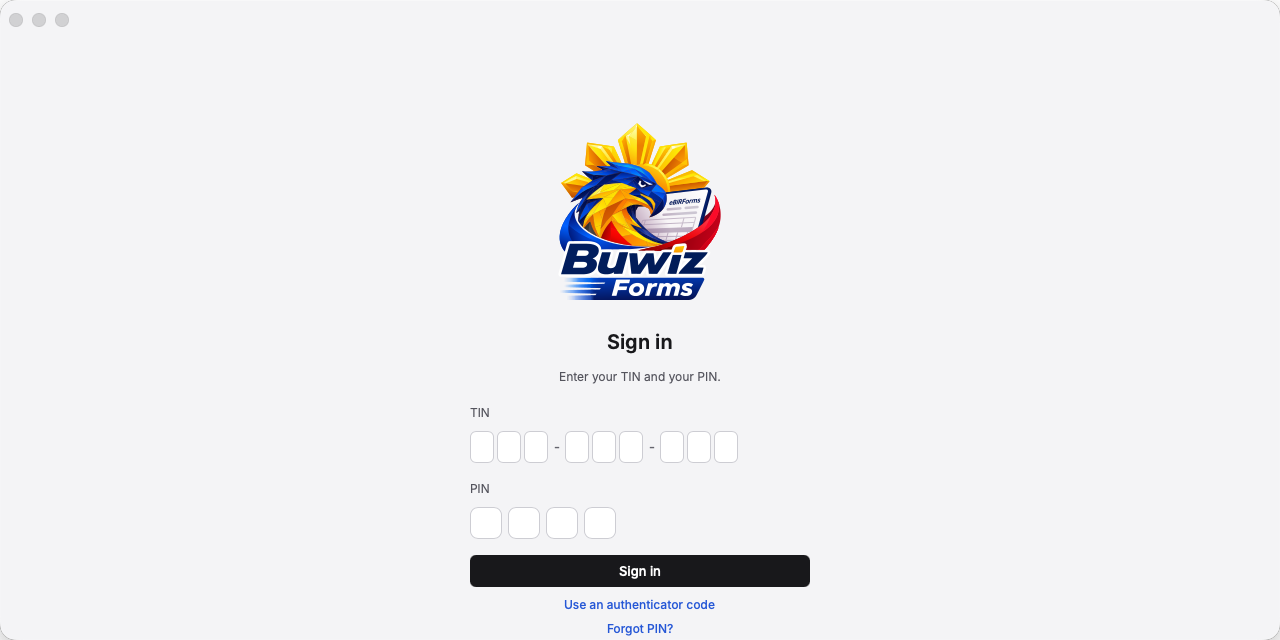 eBIRForms
Buwiz
Forms
Sign in
Enter your TIN and your PIN.
TIN
- -
PIN
Sign in
Use an authenticator code
Forgot PIN?